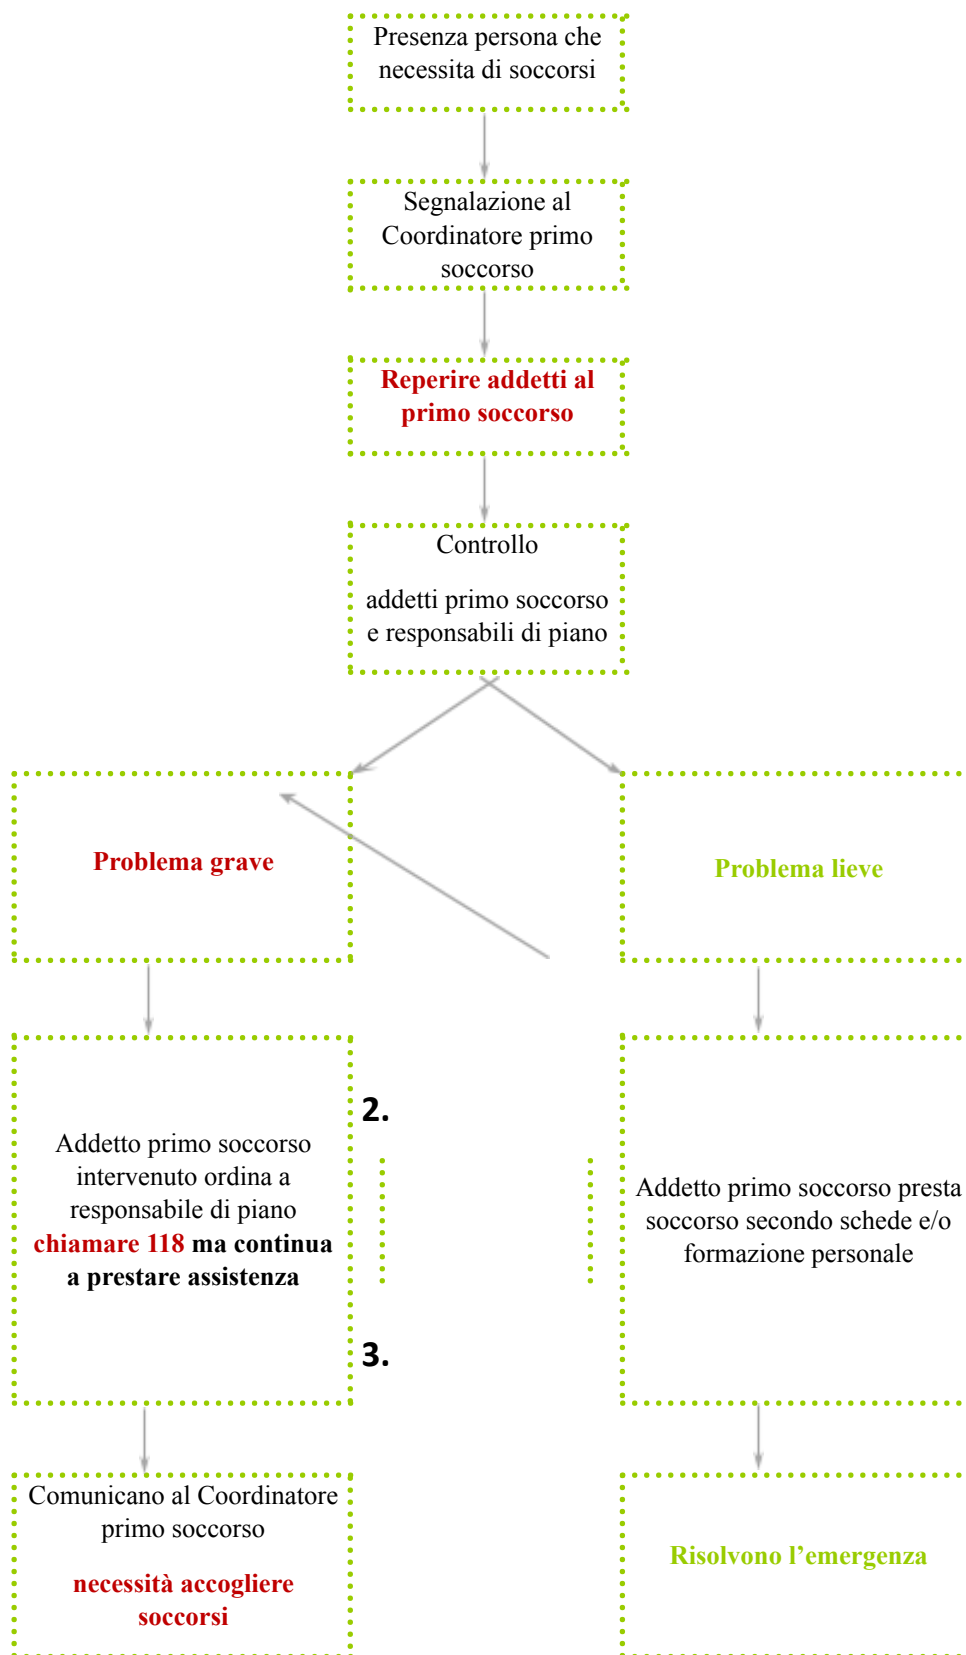 Presenza persona che
necessita di soccorsi
Segnalazione al
Coordinatore primo
soccorso
Reperire addetti al
primo soccorso
Controllo
addetti primo soccorso
e responsabili di piano
Problema grave
Problema lieve
2.
Addetto primo soccorso
intervenuto ordina a
responsabile di piano
chiamare 118 ma continua
a prestare assistenza
Addetto primo soccorso presta
soccorso secondo schede e/o
formazione personale
3.
Comunicano al Coordinatore
primo soccorso
necessità accogliere
soccorsi
Risolvono l’emergenza